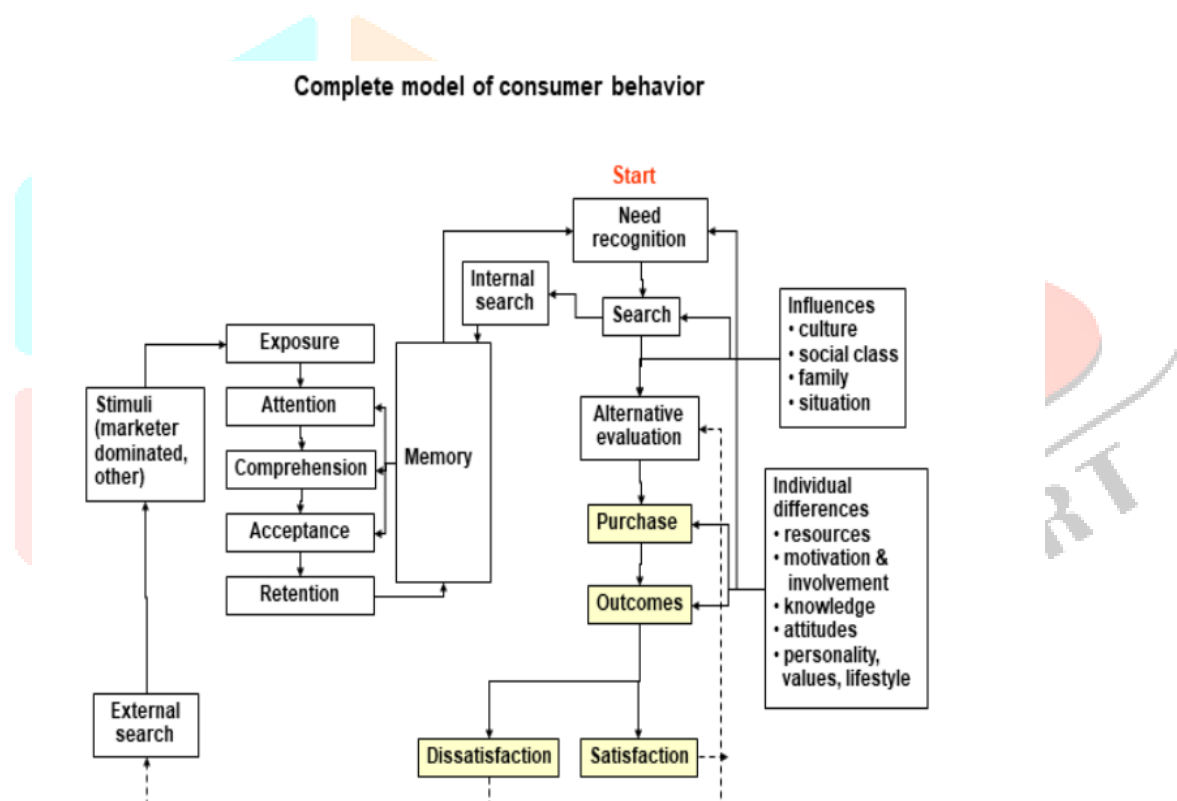 Complete model of consumer behavior
Start
Need
recognition
Internal
search
Search
Influences
• culture
• social class
• family
• situation
Exposure
Stimuli
(marketer
dominated,
other)
Attention
Alternative
evaluation
Memory
Comprehension
Individual
differences
• resources
• motivation &
involvement
• knowledge
• attitudes
• personality,
values, lifestyle
Purchase
Acceptance
Retention
Outcomes
External
search
Dissatisfaction
Satisfaction
RT